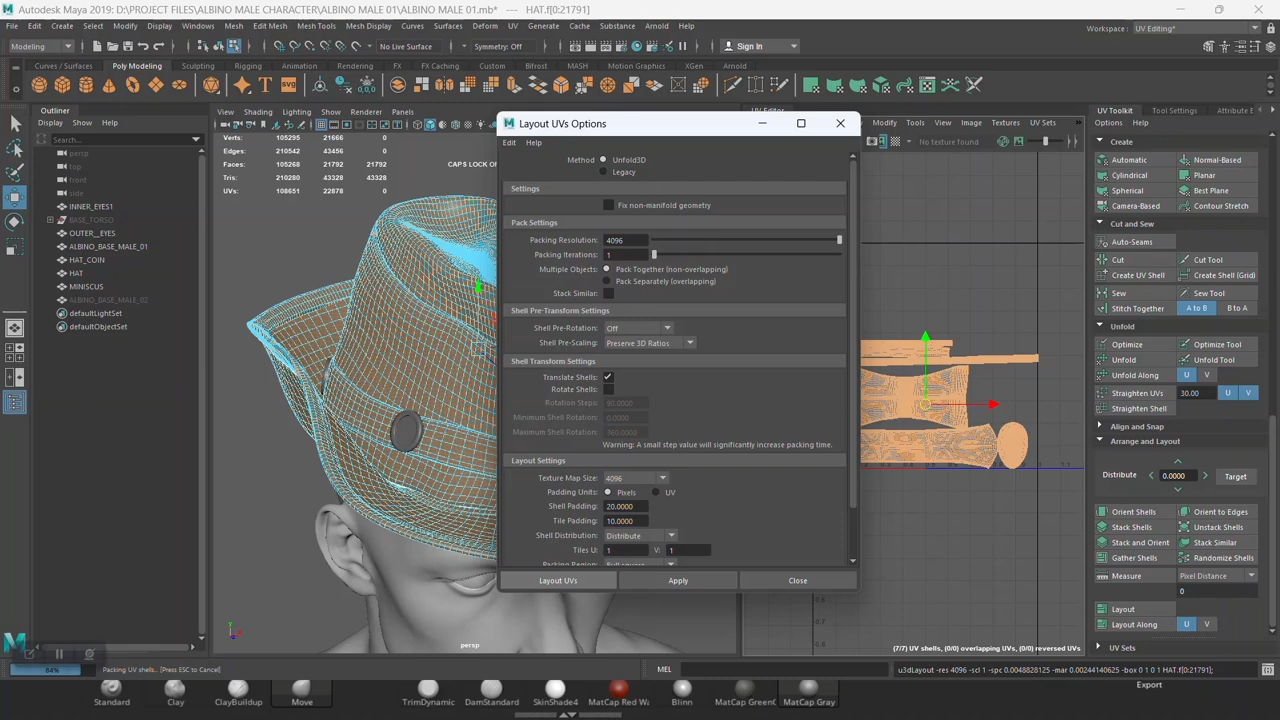 Autodesk Maya 2019: D:\PROJECT FILES\ALBINO MALE CHARACTER\ALBINO MALE 01\ALBINO MALE 01.mb* --- HAT.f[0:21791]
File Edit Create Select Modify Display Windows Mesh Edit Mesh Mesh Tools Mesh Display Curves Surfaces Deform UV Generate Cache Substance Arnold Help
Workspace: UV Editing*
Modeling No Live Surface Symmetry: Off Sign In
Curves / Surfaces Poly Modeling Sculpting Rigging Animation Rendering FX FX Caching Custom Bifrost MASH Motion Graphics XGen Arnold
Outliner
Display Show Help
Search...
persp
top
front
side
INNER_EYES1
BASE_TORSO
OUTER__EYES
ALBINO_BASE_MALE_01
HAT_COIN
HAT
MINISCUS
ALBINO_BASE_MALE_02
defaultLightSet
defaultObjectSet
View Shading Lighting Show Renderer Panels
Verts: 105295 21666
Edges: 210542 43456
Faces: 105268 21792 21792
Tris: 210280 43328 43328
UVs: 108651 22878
CAPS LOCK O
persp
Layout UVs Options
Edit Help
Method Unfold3D
Legacy
Settings
Fix non-manifold geometry
Pack Settings
Packing Resolution: 4096
Packing Iterations: 1
Multiple Objects: Pack Together (non-overlapping)
Pack Separately (overlapping)
Stack Similar:
Shell Pre-Transform Settings
Shell Pre-Rotation: Off
Shell Pre-Scaling: Preserve 3D Ratios
Shell Transform Settings
Translate Shells:
Rotate Shells:
Rotation Steps: 90.0000
Minimum Shell Rotation: 0.0000
Maximum Shell Rotation: 360.0000
Warning: A small step value will significantly increase packing time.
Layout Settings
Texture Map Size: 4096
Padding Units: Pixels UV
Shell Padding: 20.0000
Tile Padding: 10.0000
Shell Distribution: Distribute
Tiles U: 1 V: 1
Packing Region: Full square
Layout UVs Apply Close
UV Editor
Modify Tools View Image Textures UV Sets
No texture found
(7/7) UV shells, (0/0) overlapping UVs, (0/0) reversed UVs
UV Toolkit Tool Settings Attribute E
Options Help
Create
Automatic Normal-Based
Cylindrical Planar
Spherical Best Plane
Camera-Based Contour Stretch
Cut and Sew
Auto-Seams
Cut Cut Tool
Create UV Shell Create Shell (Grid)
Sew Sew Tool
Stitch Together A to B B to A
Unfold
Optimize Optimize Tool
Unfold Unfold Tool
Unfold Along U V
Straighten UVs 30.00 U V
Straighten Shell
Align and Snap
Arrange and Layout
Distribute 0.0000 Target
Orient Shells Orient to Edges
Stack Shells Unstack Shells
Stack and Orient Stack Similar
Gather Shells Randomize Shells
Measure Pixel Distance
0
Layout
Layout Along U V
UV Sets
84% Packing UV shells... [Press ESC to Cancel]
MEL
u3dLayout -res 4096 -scl 1 -spc 0.0048828125 -mar 0.00244140625 -box 0 1 0 1 HAT.f[0:21791];
Export
Standard Clay ClayBuildup Move TrimDynamic DamStandard SkinShade4 MatCap Red Wa Blinn MatCap GreenC MatCap Gray